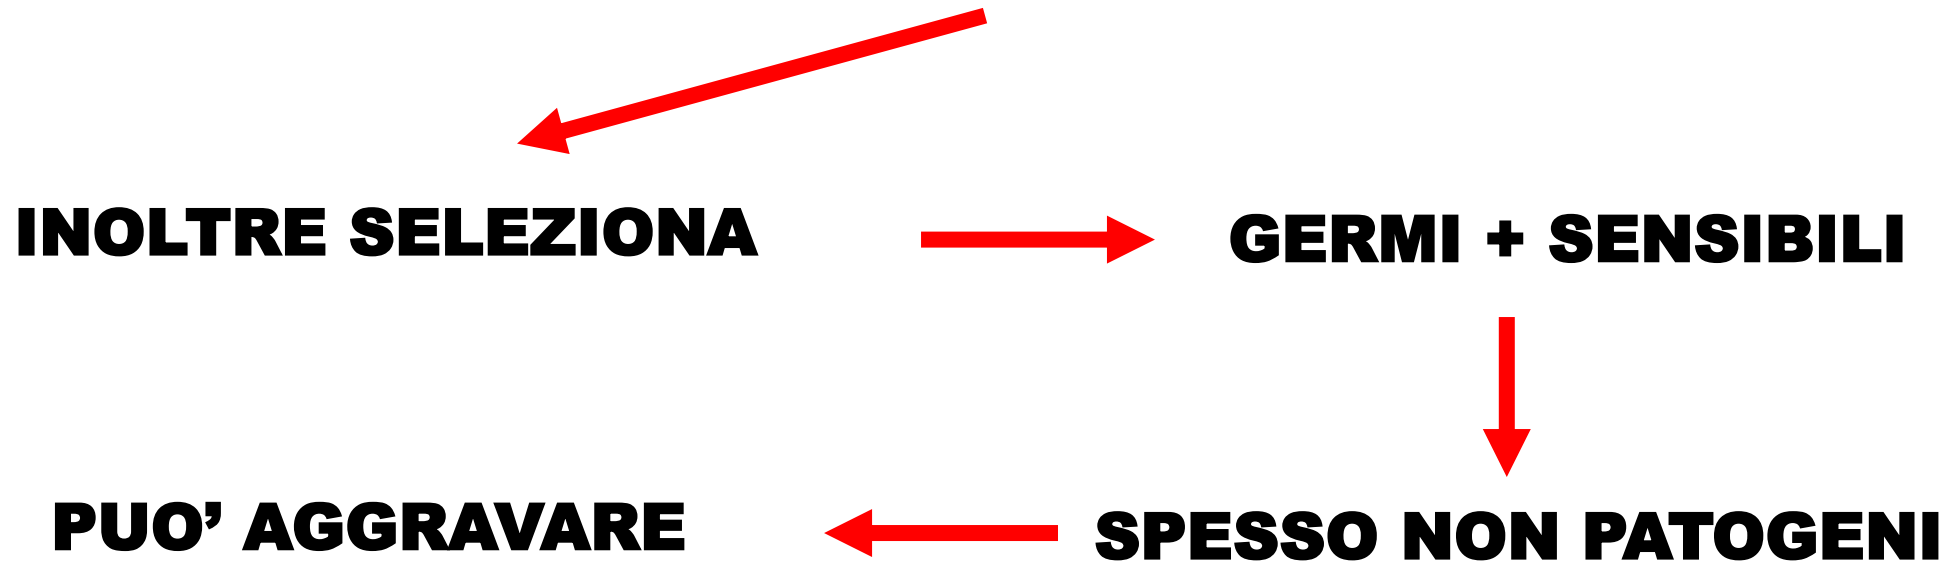 INOLTRE SELEZIONA
GERMI + SENSIBILI
SPESSO NON PATOGENI
PUO’ AGGRAVARE